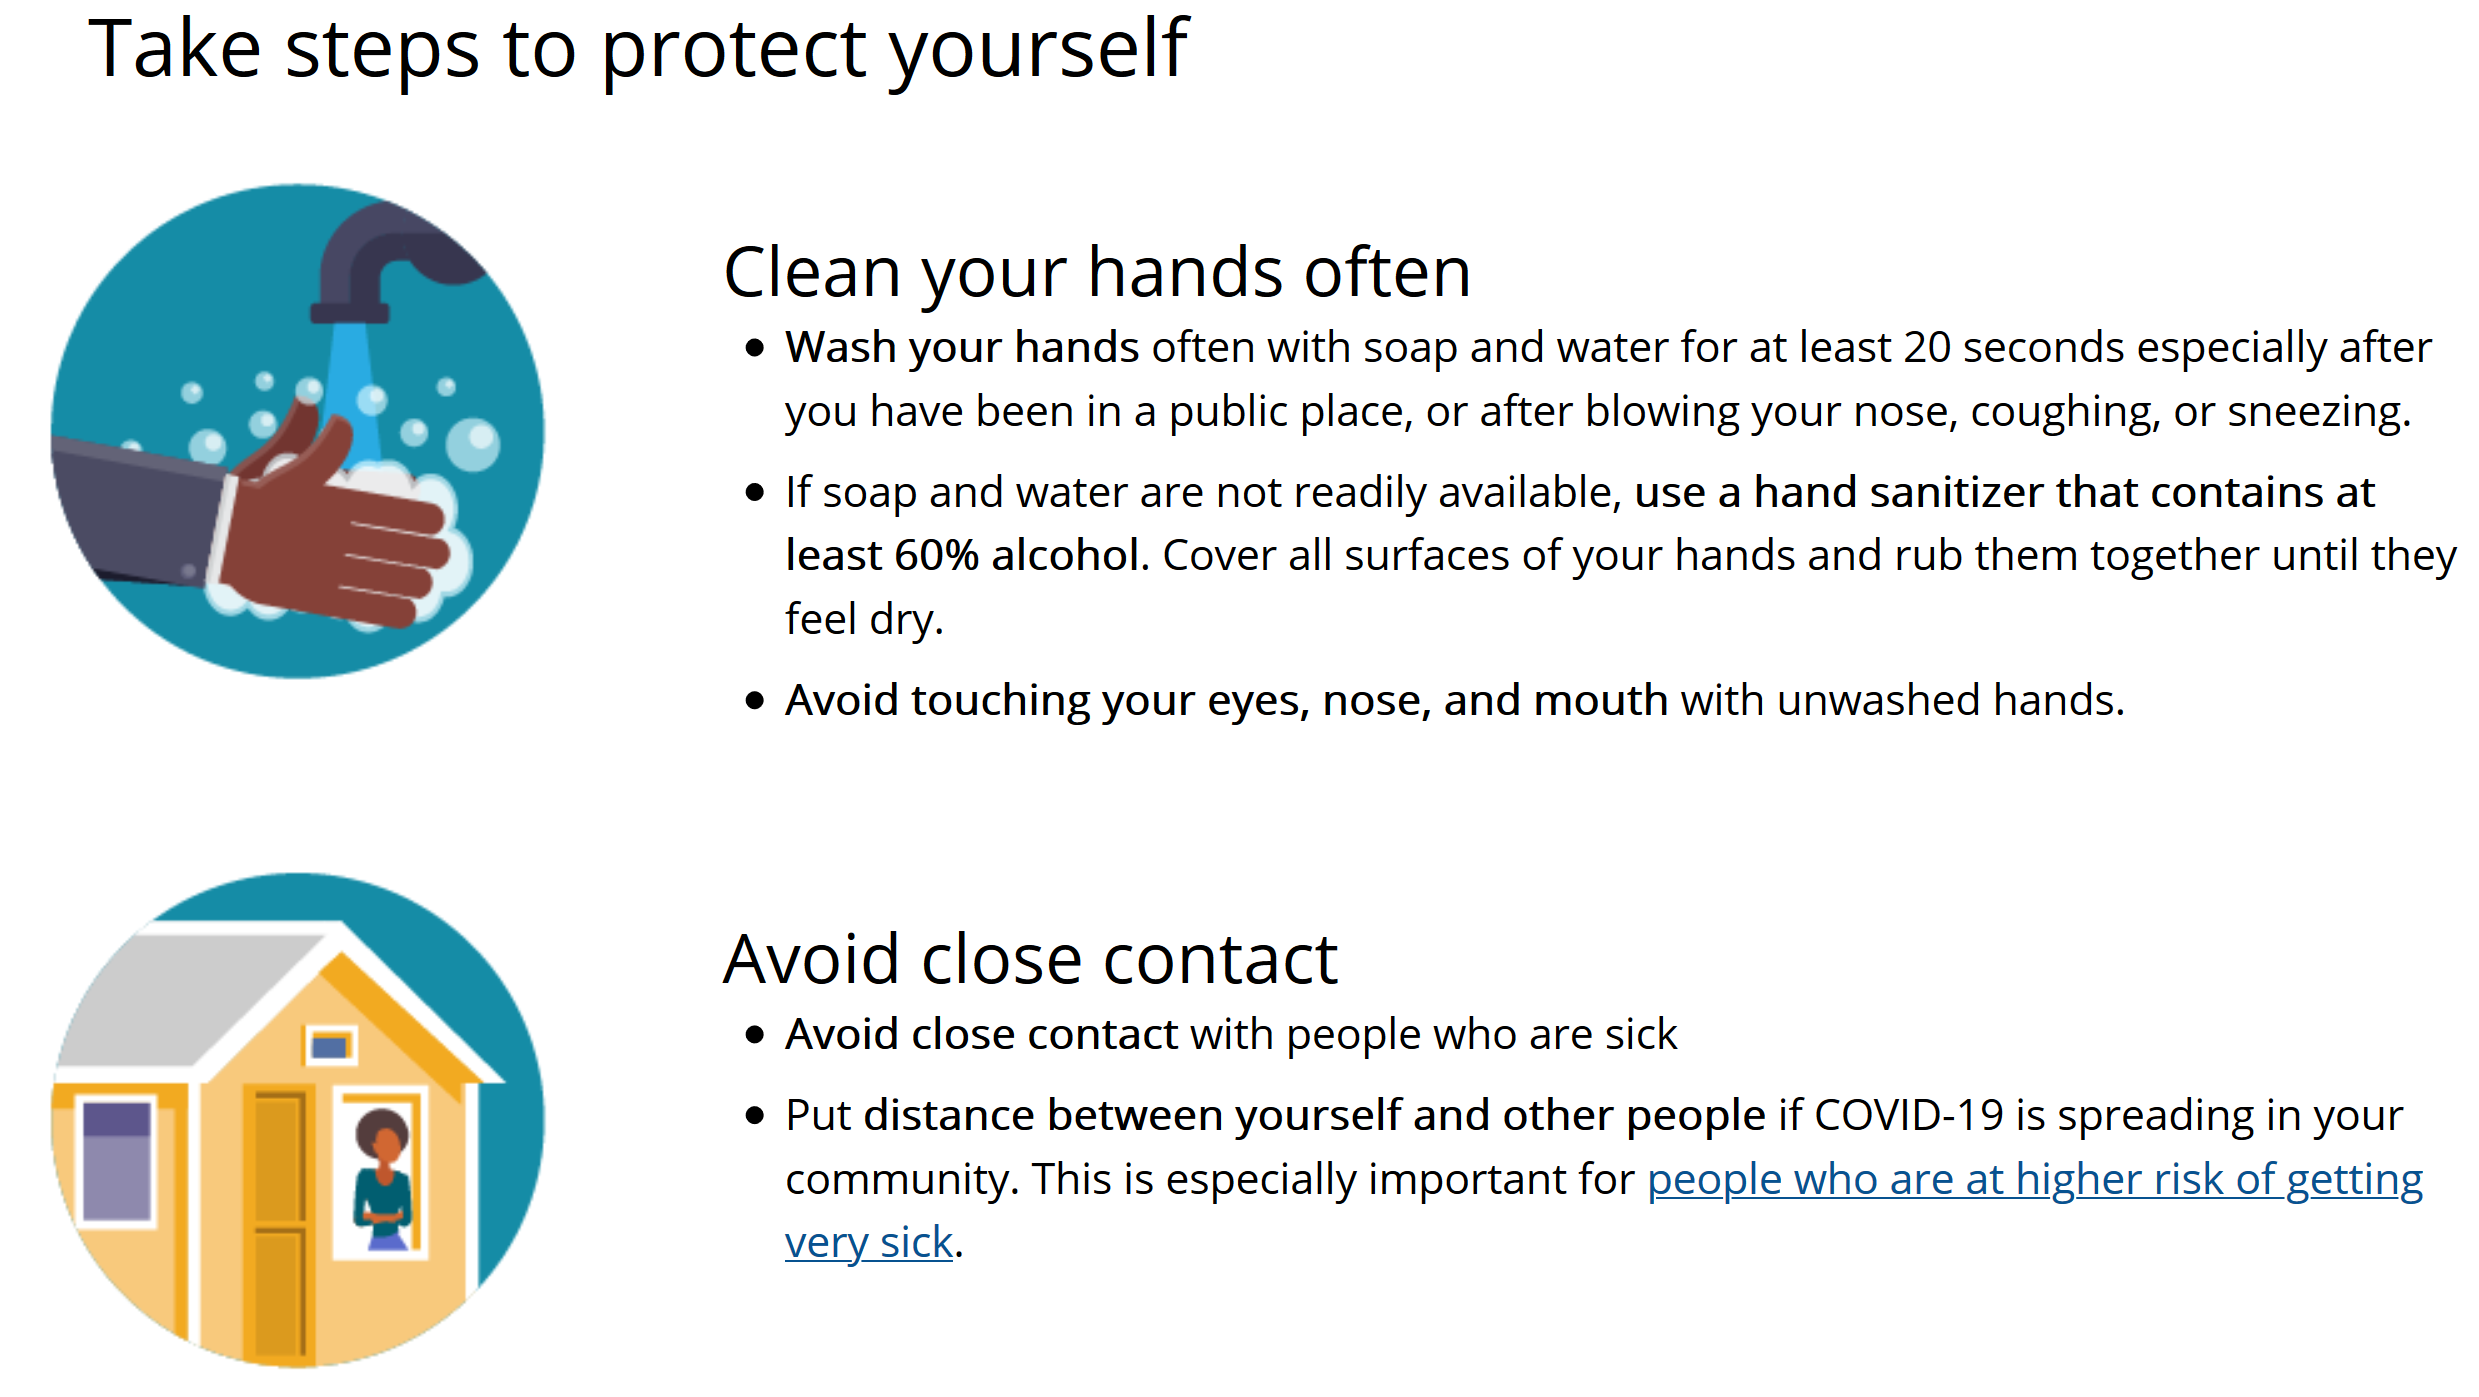 Take steps to protect yourself
Clean your hands often
Wash your hands often with soap and water for at least 20 seconds especially after
you have been in a public place, or after blowing your nose, coughing, or sneezing.
If soap and water are not readily available, use a hand sanitizer that contains at
least 60% alcohol. Cover all surfaces of your hands and rub them together until they
feel dry.
Avoid touching your eyes, nose, and mouth with unwashed hands.
Avoid close contact
Avoid close contact with people who are sick
Put distance between yourself and other people if COVID-19 is spreading in your
community. This is especially important for people who are at higher risk of getting
very sick.